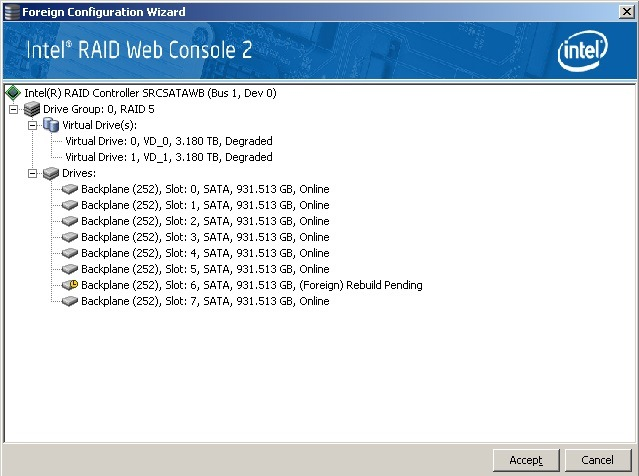 Foreign Configuration Wizard
Intel® RAID Web Console 2
intel®
Intel(R) RAID Controller SRCSATAWB (Bus 1, Dev 0)
Drive Group: 0, RAID 5
Virtual Drive(s):
Virtual Drive: 0, VD_0, 3.180 TB, Degraded
Virtual Drive: 1, VD_1, 3.180 TB, Degraded
Drives:
Backplane (252), Slot: 0, SATA, 931.513 GB, Online
Backplane (252), Slot: 1, SATA, 931.513 GB, Online
Backplane (252), Slot: 2, SATA, 931.513 GB, Online
Backplane (252), Slot: 3, SATA, 931.513 GB, Online
Backplane (252), Slot: 4, SATA, 931.513 GB, Online
Backplane (252), Slot: 5, SATA, 931.513 GB, Online
Backplane (252), Slot: 6, SATA, 931.513 GB, (Foreign) Rebuild Pending
Backplane (252), Slot: 7, SATA, 931.513 GB, Online
Accept
Cancel